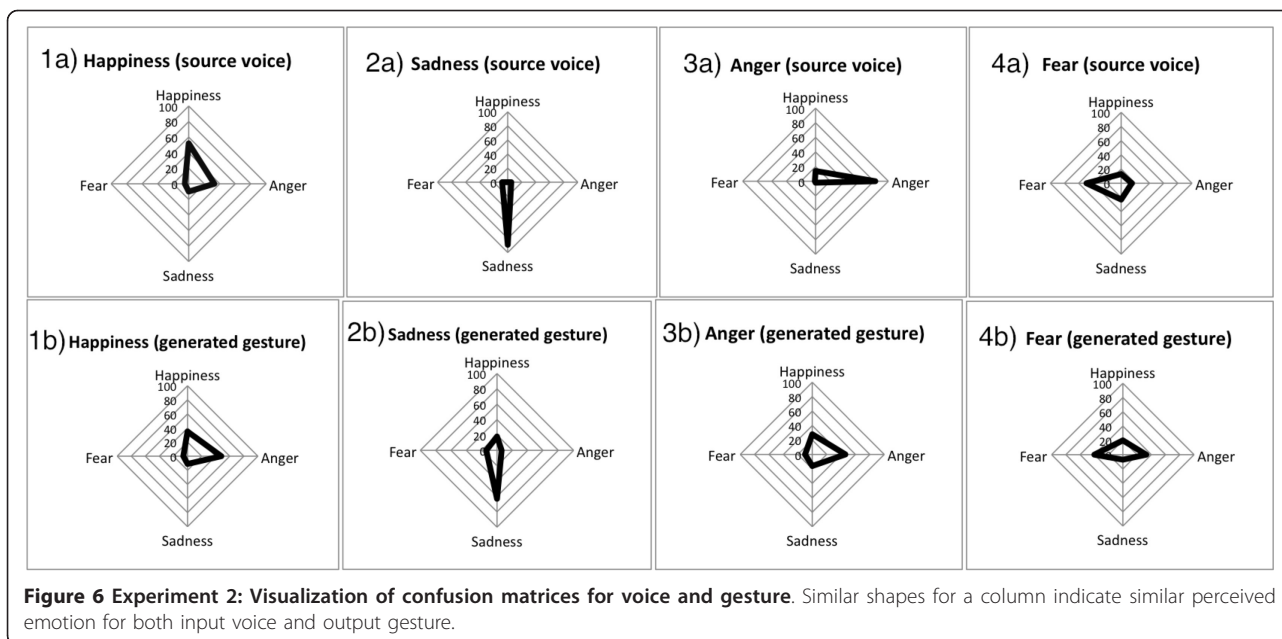 1a) Happiness (source voice)
Happiness
100
80
60
40
20
0
Fear
Anger
Sadness
2a) Sadness (source voice)
Happiness
100
80
60
40
20
0
Fear
Anger
Sadness
3a) Anger (source voice)
Happiness
100
80
60
40
20
0
Fear
Anger
Sadness
4a) Fear (source voice)
Happiness
100
80
60
40
20
0
Fear
Anger
Sadness
1b) Happiness (generated gesture)
Happiness
100
80
60
40
20
0
Fear
Anger
Sadness
2b) Sadness (generated gesture)
Happiness
100
80
60
40
20
0
Fear
Anger
Sadness
3b) Anger (generated gesture)
Happiness
100
80
60
40
20
0
Fear
Anger
Sadness
4b) Fear (generated gesture)
Happiness
100
80
60
40
20
0
Fear
Anger
Sadness
Figure 6 Experiment 2: Visualization of confusion matrices for voice and gesture. Similar shapes for a column indicate similar perceived
emotion for both input voice and output gesture.